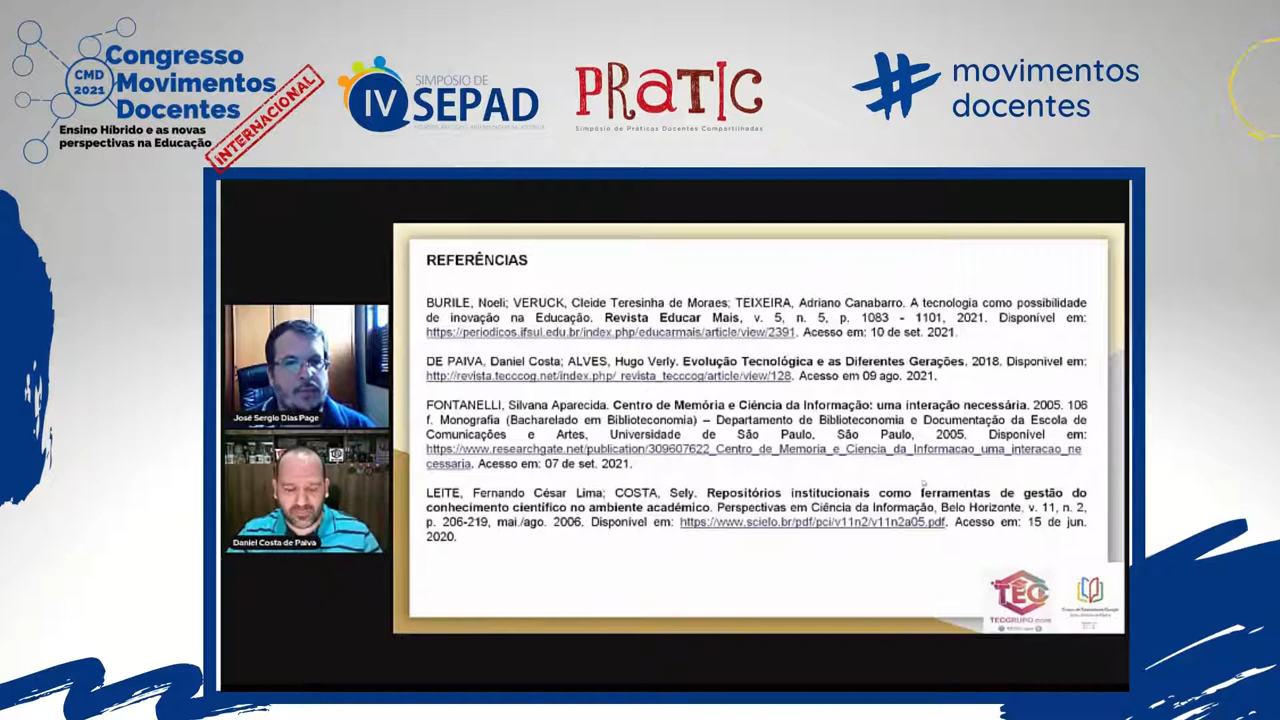 Congresso
CMD
2021
Movimentos
Docentes
Ensino Híbrido e as novas
perspectivas na Educação
INTERNACIONAL
SIMPÓSIO DE
IV SEPAD
PRATIC
Simpósio de Práticas Docentes Compartilhadas
# movimentos
docentes
José Sergio Dias Page
Daniel Costa de Paiva
REFERÊNCIAS
BURILE, Noeli; VERUCK, Cleide Teresinha de Moraes; TEIXEIRA, Adriano Canabarro. A tecnologia como possibilidade
de inovação na Educação. Revista Educar Mais, v. 5, n. 5, p. 1083 - 1101, 2021. Disponível em:
https://periodicos.ifsul.edu.br/index.php/educarmais/article/view/2391. Acesso em: 10 de set. 2021.
DE PAIVA, Daniel Costa; ALVES, Hugo Verly. Evolução Tecnológica e as Diferentes Gerações, 2018. Disponivel em:
http://revista.tecccog.net/index.php/ revista_tecccog/article/view/128. Acesso em 09 ago. 2021.
FONTANELLI, Silvana Aparecida. Centro de Memória e Ciência da Informação: uma interação necessária. 2005. 106
f. Monografia (Bacharelado em Biblioteconomia) – Departamento de Biblioteconomia e Documentação da Escola de
Comunicações e Artes, Universidade de São Paulo, São Paulo, 2005. Disponível em:
https://www.researchgate.net/publication/309607622_Centro_de_Memoria_e_Ciencia_da_Informacao_uma_interacao_ne
cessaria. Acesso em: 07 de set. 2021.
LEITE, Fernando César Lima; COSTA, Sely. Repositórios institucionais como ferramentas de gestão do
conhecimento científico no ambiente acadêmico. Perspectivas em Ciência da Informação, Belo Horizonte, v. 11, n. 2,
p. 206-219, mai./ago. 2006. Disponível em: https://www.scielo.br/pdf/pci/v11n2/v11n2a05.pdf. Acesso em: 15 de jun.
2020.
TEC
TECGRUPO.com